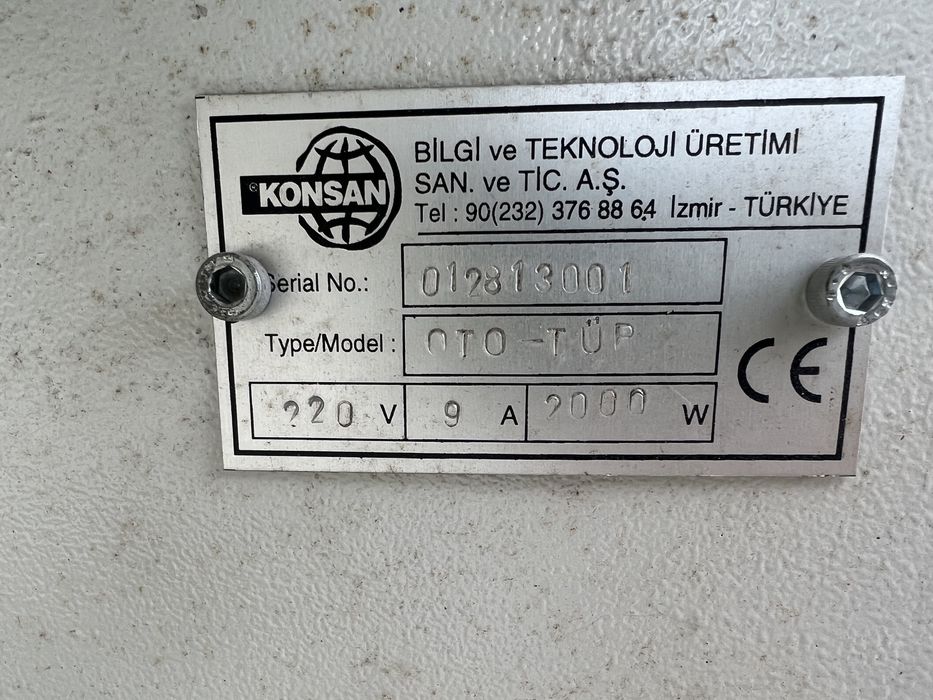 ® KONSAN
BİLGİ ve TEKNOLOJİ ÜRETİMİ
SAN. ve TİC. A.Ş.
Tel : 90(232) 376 88 64 İzmir - TÜRKİYE
Serial No.: 012813001
Type/Model : OTO-TÜP
220 V 9 A 2000 W
CE